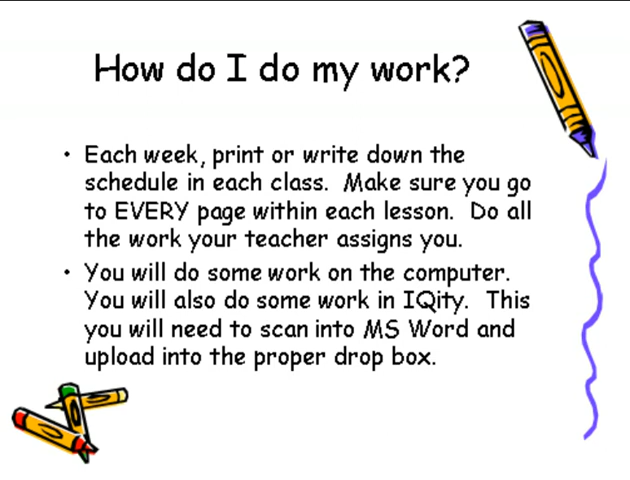 How do I do my work?
• Each week, print or write down the
schedule in each class. Make sure you go
to EVERY page within each lesson. Do all
the work your teacher assigns you.
• You will do some work on the computer.
You will also do some work in IQity. This
you will need to scan into MS Word and
upload into the proper drop box.